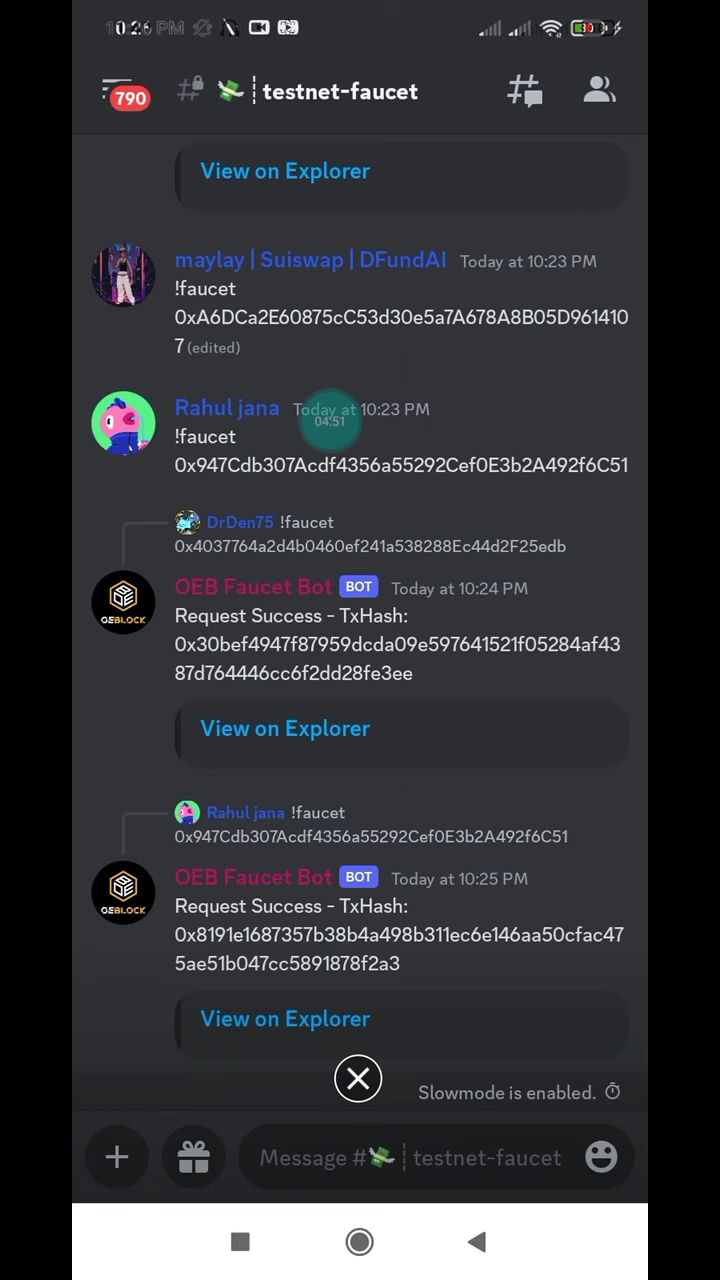 10:26 PM
790
testnet-faucet
View on Explorer
maylay | Suiswap | DFundAI Today at 10:23 PM
!faucet
0xA6DCa2E60875cC53d30e5a7A678A8B05D961410
7 (edited)
Rahul jana Today at 10:23 PM
04:51
!faucet
0x947Cdb307Acdf4356a55292Cef0E3b2A492f6C51
DrDen75 !faucet
0x4037764a2d4b0460ef241a538288Ec44d2F25edb
OEB Faucet Bot BOT Today at 10:24 PM
OEBLOCK
Request Success - TxHash:
0x30bef4947f87959dcda09e597641521f05284af43
87d764446cc6f2dd28fe3ee
View on Explorer
Rahul jana !faucet
0x947Cdb307Acdf4356a55292Cef0E3b2A492f6C51
OEB Faucet Bot BOT Today at 10:25 PM
OEBLOCK
Request Success - TxHash:
0x8191e1687357b38b4a498b311ec6e146aa50cfac47
5ae51b047cc5891878f2a3
View on Explorer
Slowmode is enabled.
Message # testnet-faucet